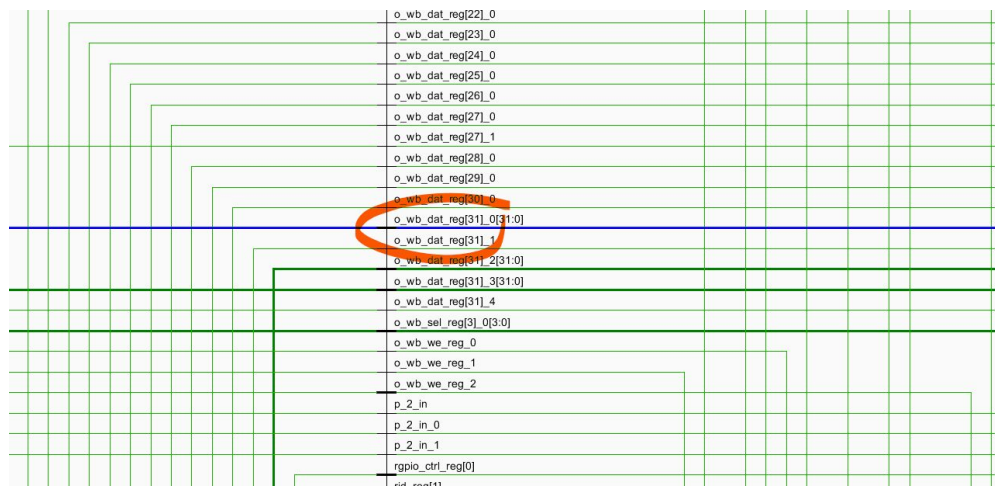 o_wb_dat_reg[22]_0
o_wb_dat_reg[23]_0
o_wb_dat_reg[24]_0
o_wb_dat_reg[25]_0
o_wb_dat_reg[26]_0
o_wb_dat_reg[27]_0
o_wb_dat_reg[27]_1
o_wb_dat_reg[28]_0
o_wb_dat_reg[29]_0
o_wb_dat_reg[30]_0
o_wb_dat_reg[31]_0[31:0]
o_wb_dat_reg[31]_1
o_wb_dat_reg[31]_2[31:0]
o_wb_dat_reg[31]_3[31:0]
o_wb_dat_reg[31]_4
o_wb_sel_reg[3]_0[3:0]
o_wb_we_reg_0
o_wb_we_reg_1
o_wb_we_reg_2
p_2_in
p_2_in_0
p_2_in_1
rgpio_ctrl_reg[0]